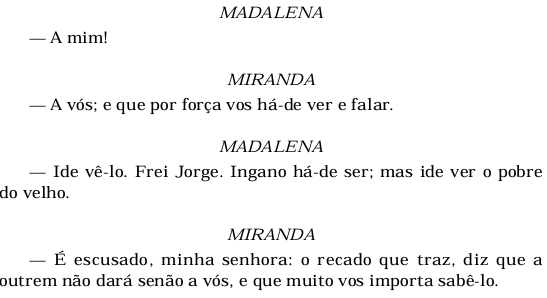 MADALENA
— A mim!
MIRANDA
— A vós; e que por força vos há-de ver e falar.
MADALENA
— Ide vê-lo. Frei Jorge. Ingano há-de ser; mas ide ver o pobre
do velho.
MIRANDA
— É escusado, minha senhora: o recado que traz, diz que a
outrem não dará senão a vós, e que muito vos importa sabê-lo.